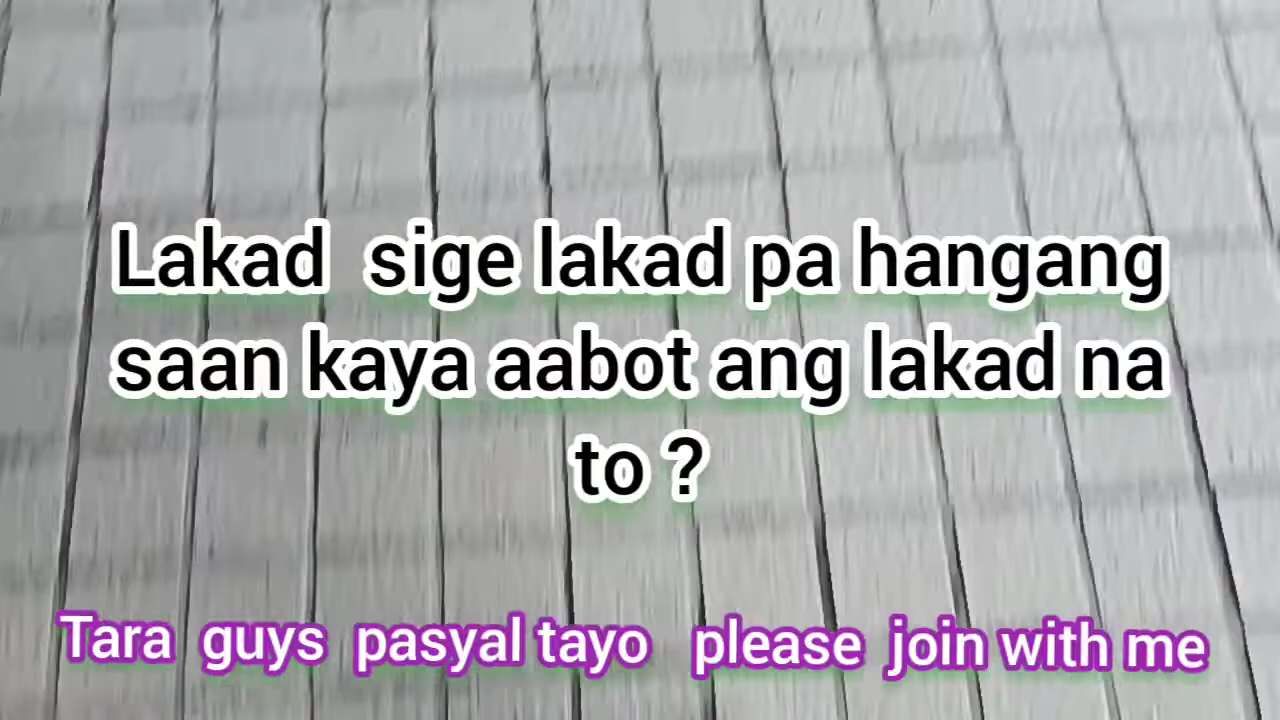 Lakad sige lakad pa hangang
saan kaya aabot ang lakad na
to ?
Tara guys pasyal tayo please join with me